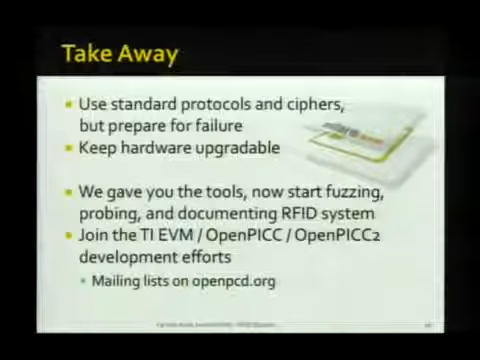 Take Away
Use standard protocols and ciphers,
but prepare for failure
Keep hardware upgradable
We gave you the tools, now start fuzzing,
probing, and documenting RFID system
Join the TI EVM / OpenPICC / OpenPICC2
development efforts
Mailing lists on openpcd.org